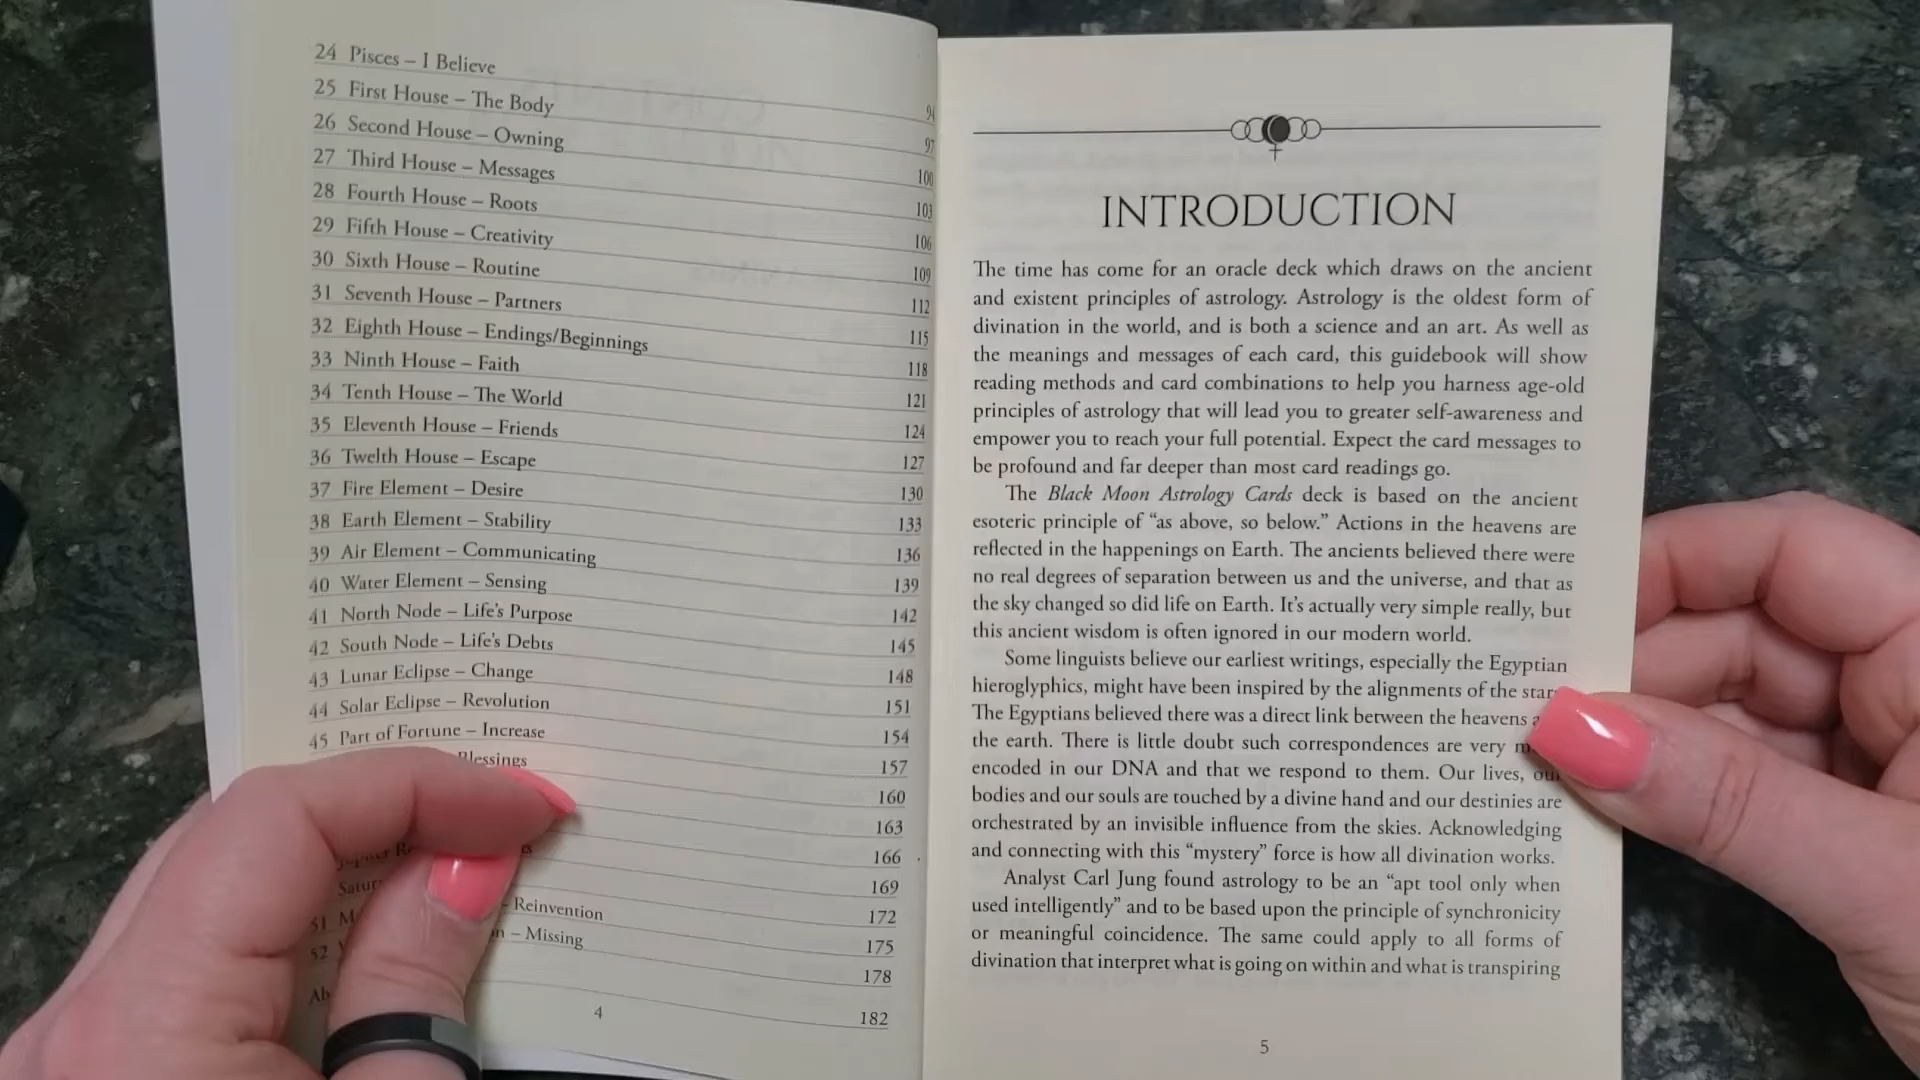 24 Pisces – I Believe 94
25 First House – The Body 97
26 Second House – Owning 100
27 Third House – Messages 103
28 Fourth House – Roots 106
29 Fifth House – Creativity 109
30 Sixth House – Routine 112
31 Seventh House – Partners 115
32 Eighth House – Endings/Beginnings 118
33 Ninth House – Faith 121
34 Tenth House – The World 124
35 Eleventh House – Friends 127
36 Twelth House – Escape 130
37 Fire Element – Desire 133
38 Earth Element – Stability 136
39 Air Element – Communicating 139
40 Water Element – Sensing 142
41 North Node – Life's Purpose 145
42 South Node – Life's Debts 148
43 Lunar Eclipse – Change 151
44 Solar Eclipse – Revolution 154
45 Part of Fortune – Increase 157
Blessings 160
163
166
Jupiter 169
172
51 – Reinvention 175
52 – Missing 178
182
4
INTRODUCTION
The time has come for an oracle deck which draws on the ancient
and existent principles of astrology. Astrology is the oldest form of
divination in the world, and is both a science and an art. As well as
the meanings and messages of each card, this guidebook will show
reading methods and card combinations to help you harness age-old
principles of astrology that will lead you to greater self-awareness and
empower you to reach your full potential. Expect the card messages to
be profound and far deeper than most card readings go.
The Black Moon Astrology Cards deck is based on the ancient
esoteric principle of “as above, so below.” Actions in the heavens are
reflected in the happenings on Earth. The ancients believed there were
no real degrees of separation between us and the universe, and that as
the sky changed so did life on Earth. It's actually very simple really, but
this ancient wisdom is often ignored in our modern world.
Some linguists believe our earliest writings, especially the Egyptian
hieroglyphics, might have been inspired by the alignments of the stars.
The Egyptians believed there was a direct link between the heavens
the earth. There is little doubt such correspondences are very
encoded in our DNA and that we respond to them. Our lives, our
bodies and our souls are touched by a divine hand and our destinies are
orchestrated by an invisible influence from the skies. Acknowledging
and connecting with this “mystery” force is how all divination works.
Analyst Carl Jung found astrology to be an “apt tool only when
used intelligently” and to be based upon the principle of synchronicity
or meaningful coincidence. The same could apply to all forms of
divination that interpret what is going on within and what is transpiring
5